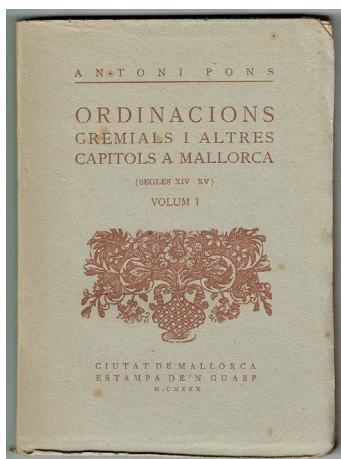 ANTONI PONS
ORDINACIONS
GREMIALS I ALTRES
CAPITOLS A MALLORCA
(SEGLES XIV XV)
VOLUM I
CIUTAT DE MALLORCA
ESTAMPA DE'N GUASP
M.CMXXX